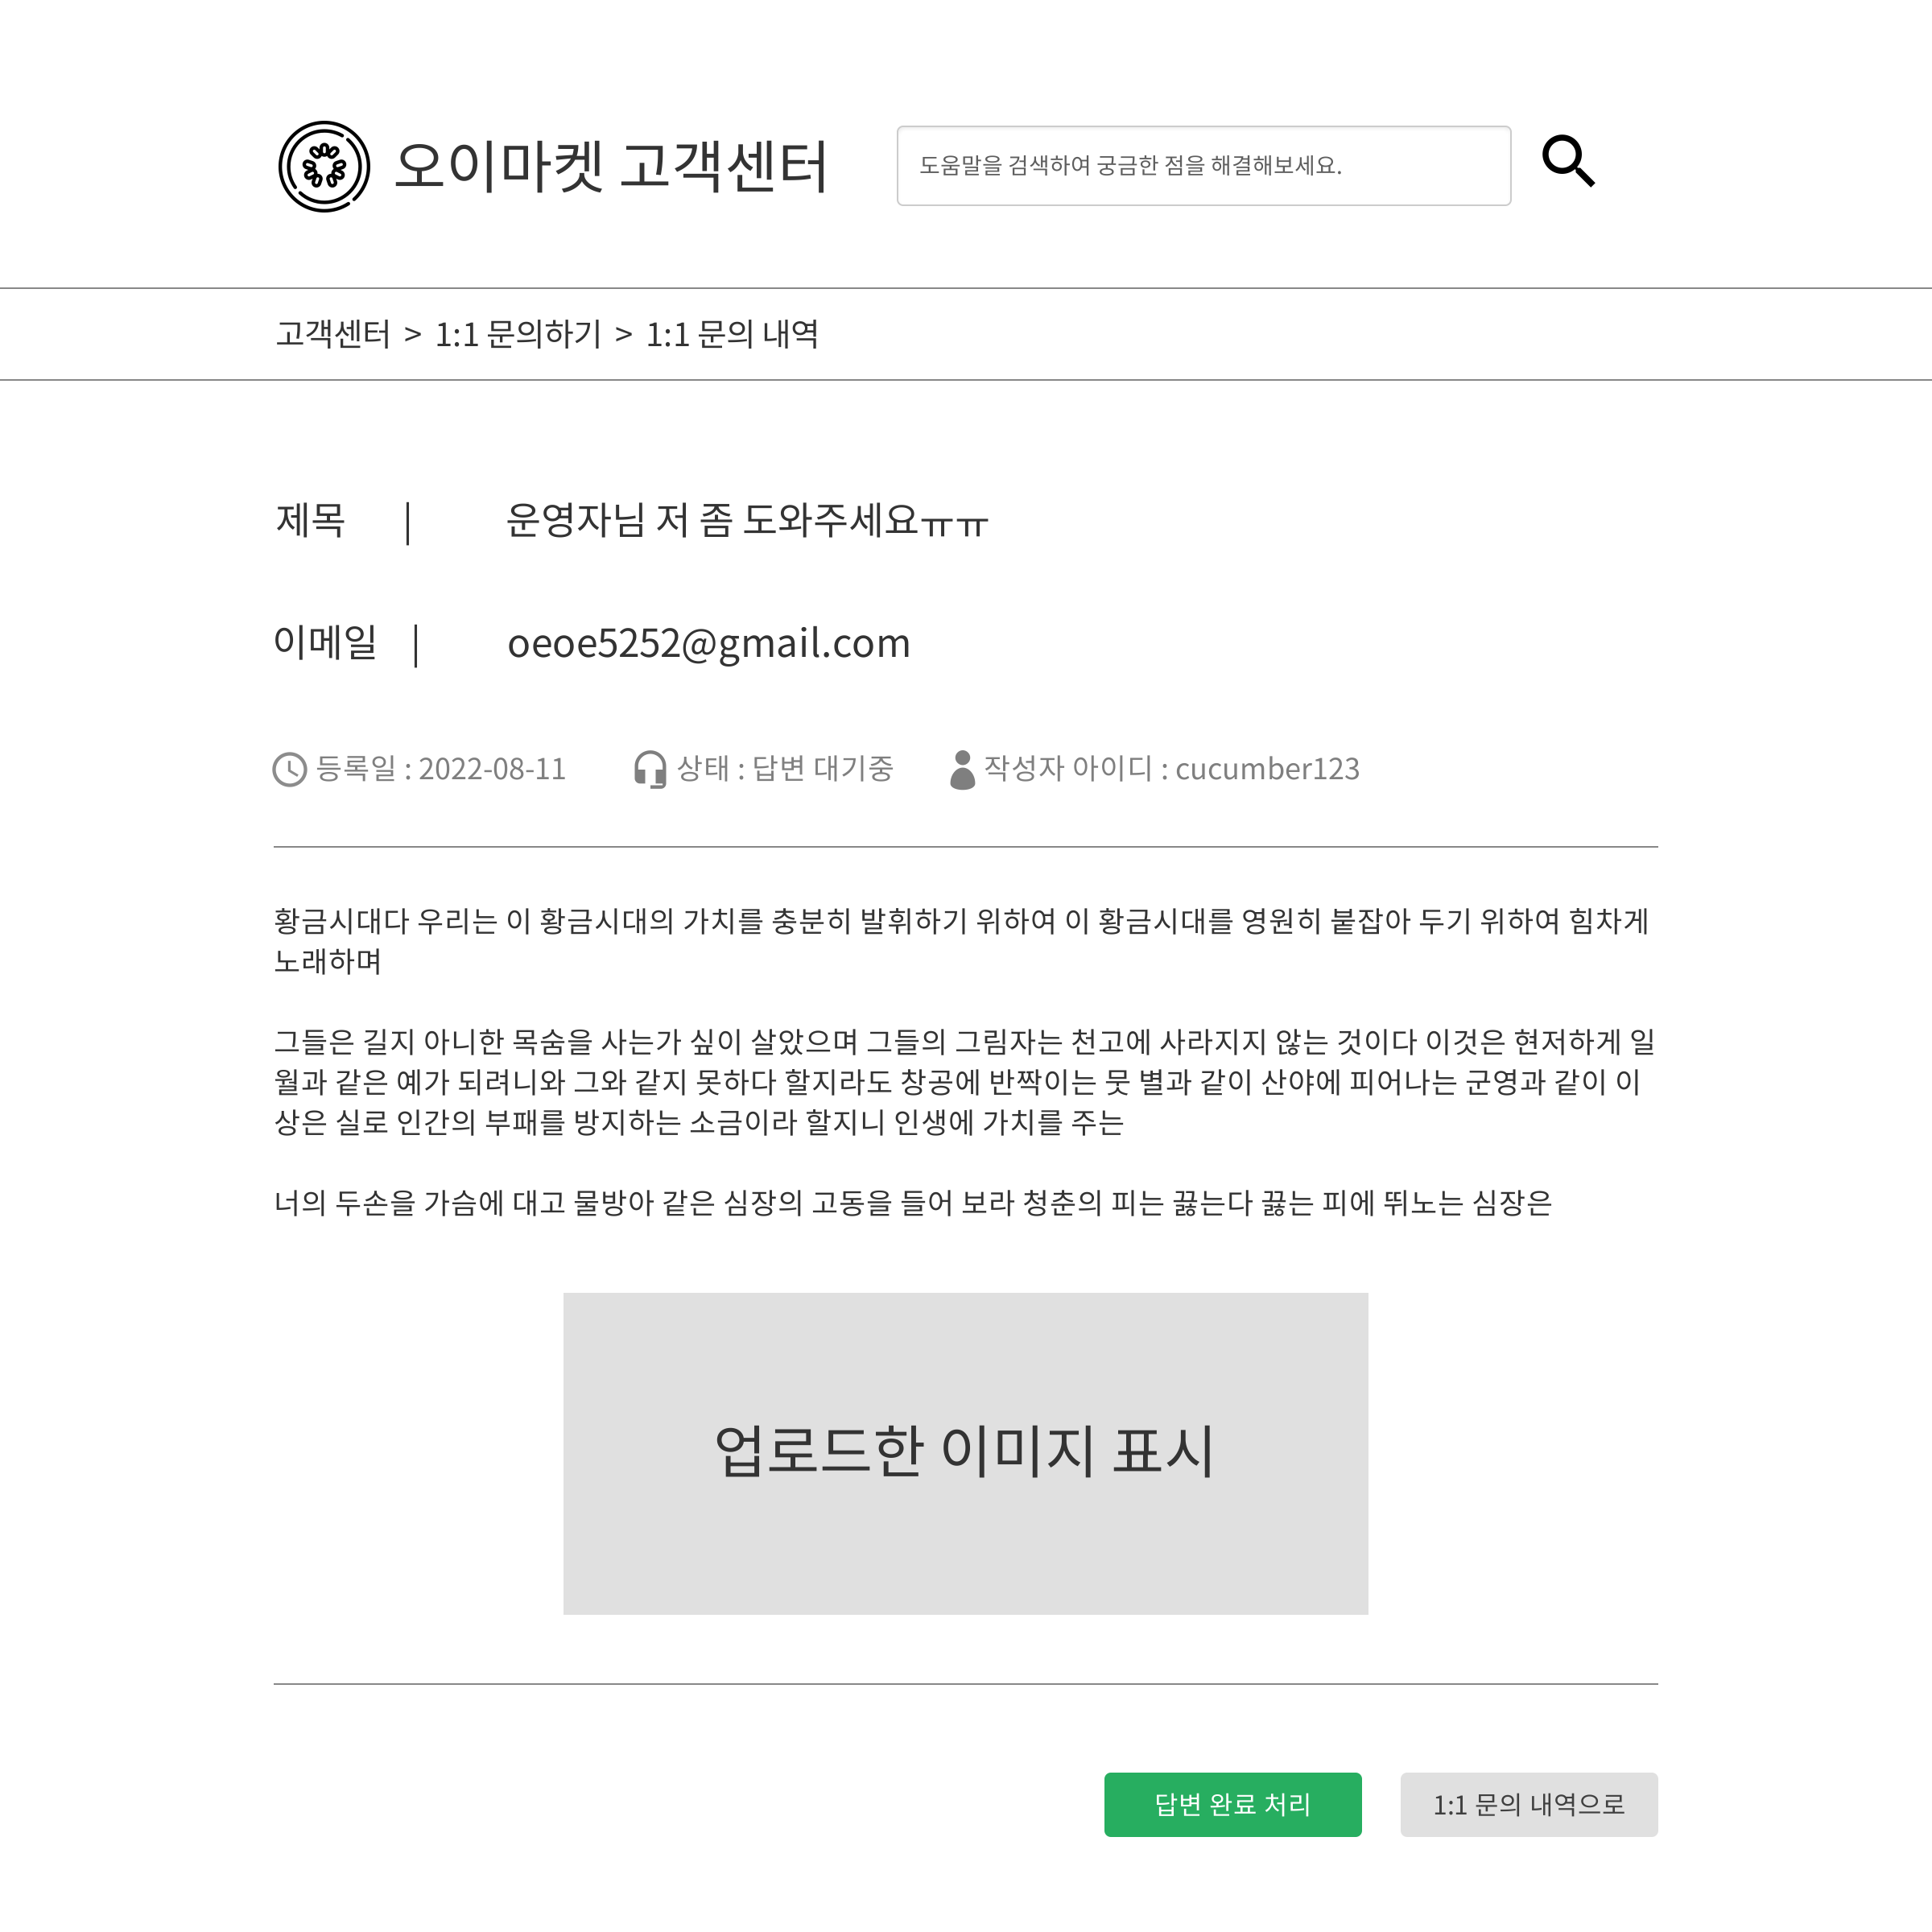 오이마켓 고객센터
도움말을 검색하여 궁금한 점을 해결해보세요.
고객센터 > 1:1 문의하기 > 1:1 문의 내역
제목 | 운영자님 저 좀 도와주세요ㅠㅠ
이메일 | oeoe5252@gmail.com
등록일 : 2022-08-11 상태 : 답변 대기중 작성자 아이디 : cucumber123
황금시대다 우리는 이 황금시대의 가치를 충분히 발휘하기 위하여 이 황금시대를 영원히 붙잡아 두기 위하여 힘차게
노래하며
그들은 길지 아니한 목숨을 사는가 싶이 살았으며 그들의 그림자는 천고에 사라지지 않는 것이다 이것은 현저하게 일
월과 같은 예가 되려니와 그와 같지 못하다 할지라도 창공에 반짝이는 뭇 별과 같이 산야에 피어나는 군영과 같이 이
상은 실로 인간의 부패를 방지하는 소금이라 할지니 인생에 가치를 주는
너의 두손을 가슴에 대고 물방아 같은 심장의 고동을 들어 보라 청춘의 피는 끓는다 끓는 피에 뛰노는 심장은
업로드한 이미지 표시
답변 완료 처리 1:1 문의 내역으로